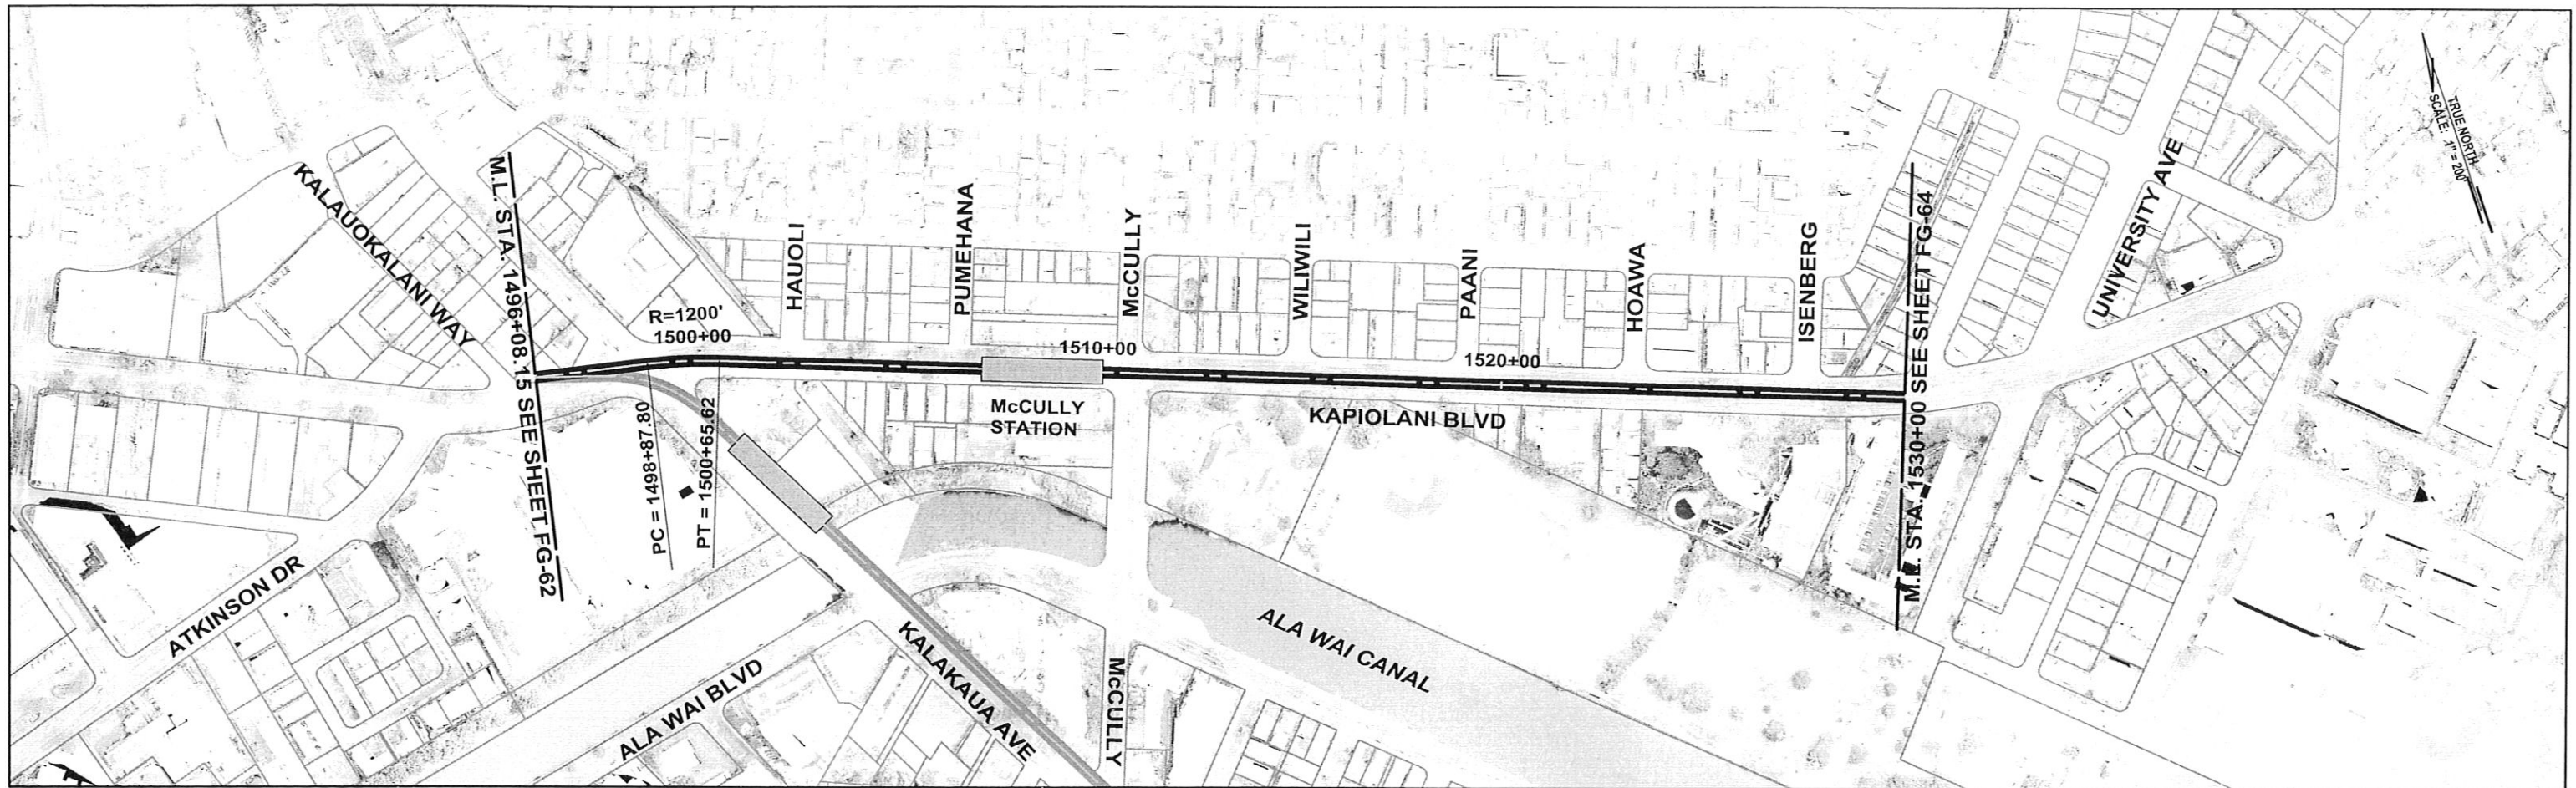 TRUE NORTH
SCALE: 1" = 200'
KALAUOKALANI WAY
M.L. STA. 1496+08.15 SEE SHEET FG-62
HAUOLI
PUMEHANA
McCULLY
WILIWILI
PAANI
HOAWA
ISENBERG
M.L. STA. 1530+00 SEE SHEET FG-64
UNIVERSITY AVE
R=1200'
1500+00
1510+00
1520+00
McCULLY
STATION
KAPIOLANI BLVD
PC = 1498+87.80
PT = 1500+65.62
ATKINSON DR
ALA WAI BLVD
KALAKAUA AVE
McCULLY
ALA WAI CANAL